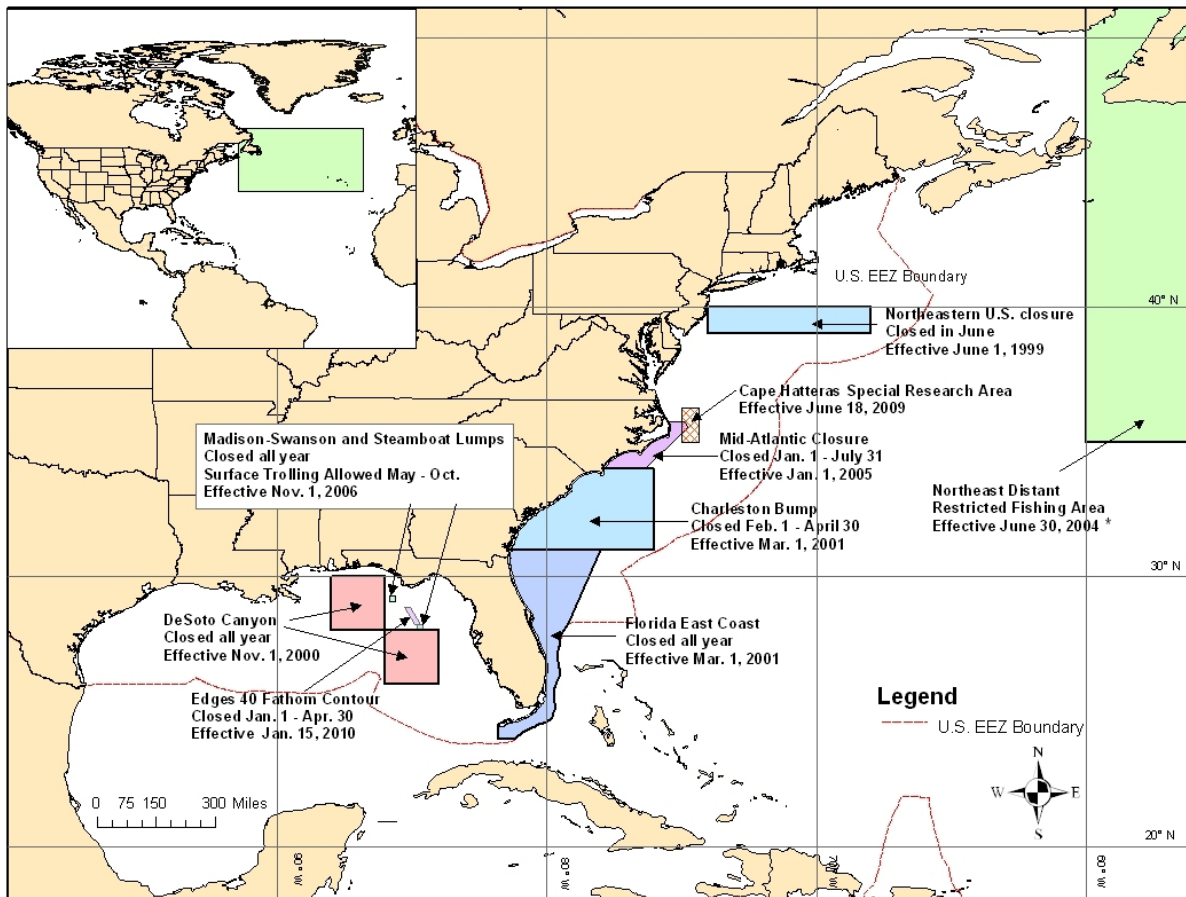 U.S. EEZ Boundary
40° N
Northeastern U.S. closure
Closed in June
Effective June 1, 1999
Cape Hatteras Special Research Area
Effective June 18, 2009
Madison-Swanson and Steamboat Lumps
Closed all year
Surface Trolling Allowed May - Oct.
Effective Nov. 1, 2006
Mid-Atlantic Closure
Closed Jan. 1 - July 31
Effective Jan. 1, 2005
Northeast Distant
Restricted Fishing Area
Effective June 30, 2004 *
Charleston Bump
Closed Feb. 1 - April 30
Effective Mar. 1, 2001
30° N
DeSoto Canyon
Closed all year
Effective Nov. 1, 2000
Florida East Coast
Closed all year
Effective Mar. 1, 2001
Edges 40 Fathom Contour
Closed Jan. 1 - Apr. 30
Effective Jan. 15, 2010
Legend
U.S. EEZ Boundary
0 75 150 300 Miles
N
W E
S
20° N
90° W
80° W
70° W
60° W